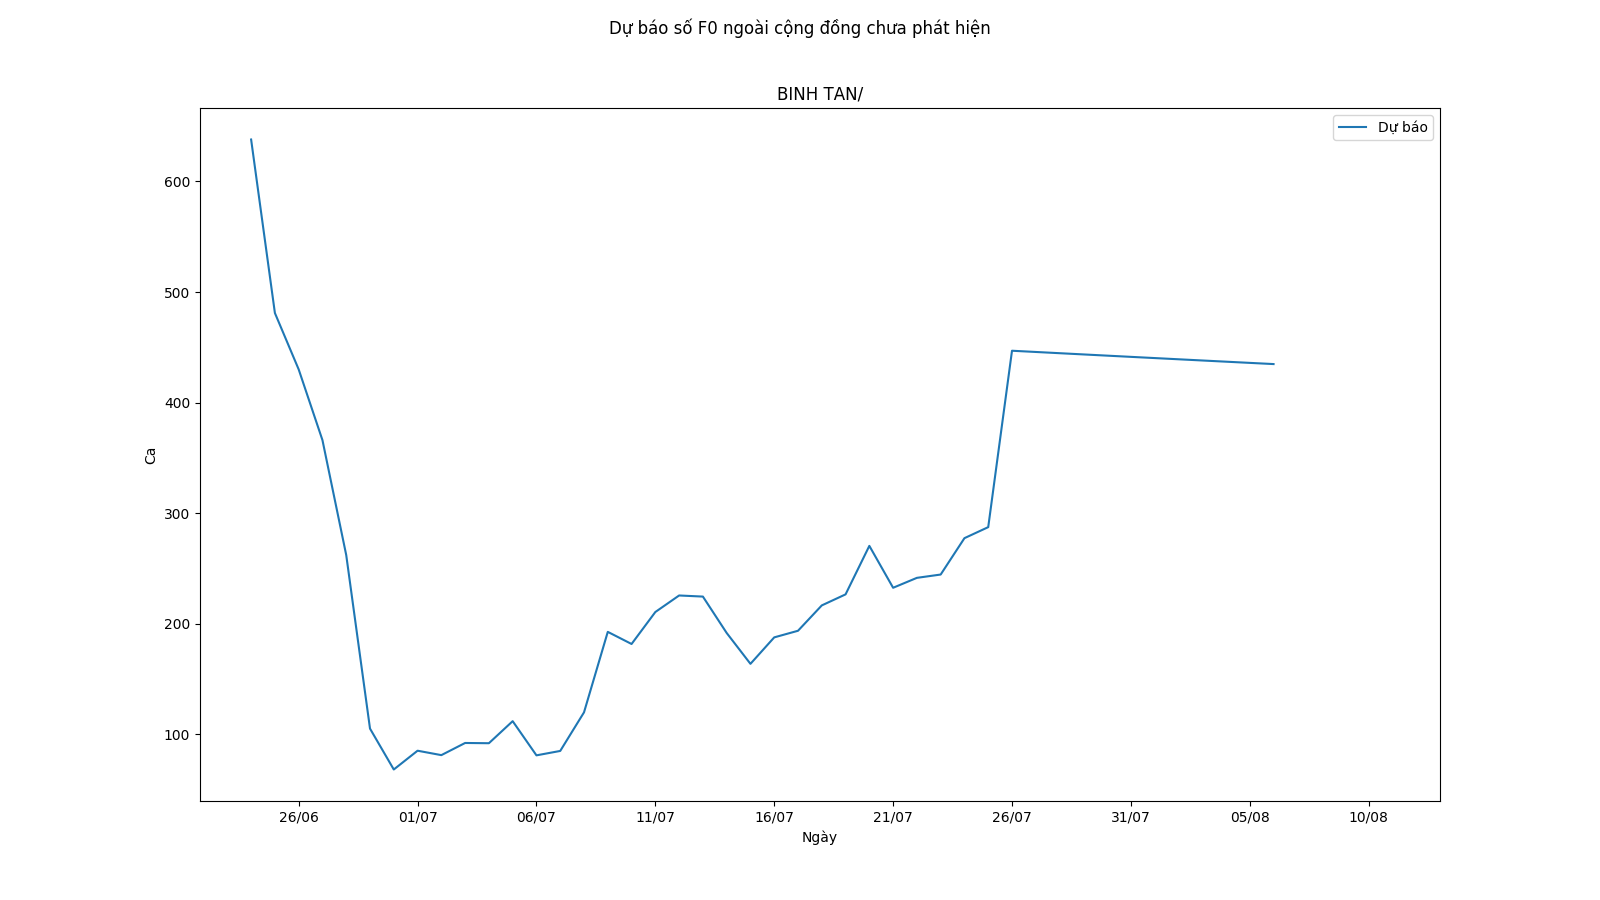 Dự báo số F0 ngoài cộng đồng chưa phát hiện
BINH TAN/
Dự báo
600
500
400
300
200
100
Ca
26/06 01/07 06/07 11/07 16/07 21/07 26/07 31/07 05/08 10/08
Ngày